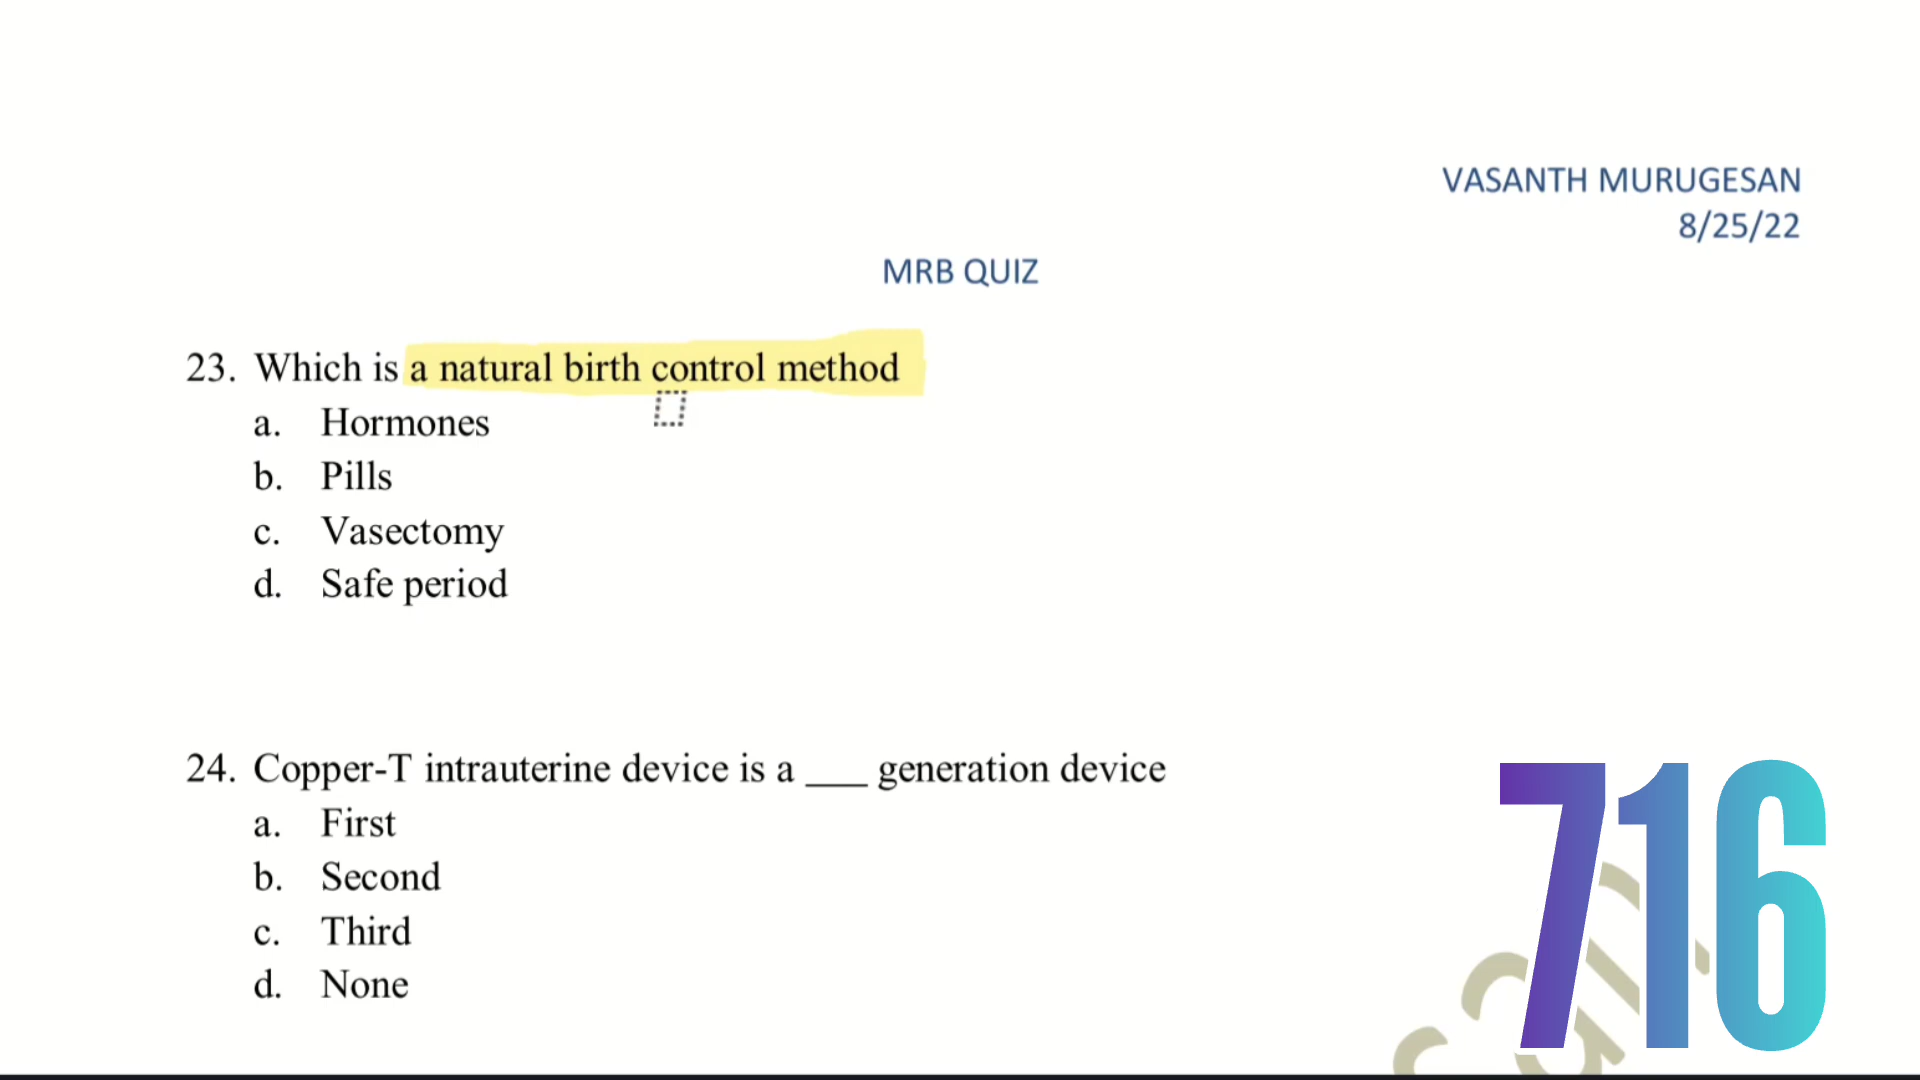 VASANTH MURUGESAN
8/25/22
MRB QUIZ
23. Which is a natural birth control method
a. Hormones
b. Pills
c. Vasectomy
d. Safe period
24. Copper-T intrauterine device is a ___ generation device
a. First
b. Second
c. Third
d. None
716